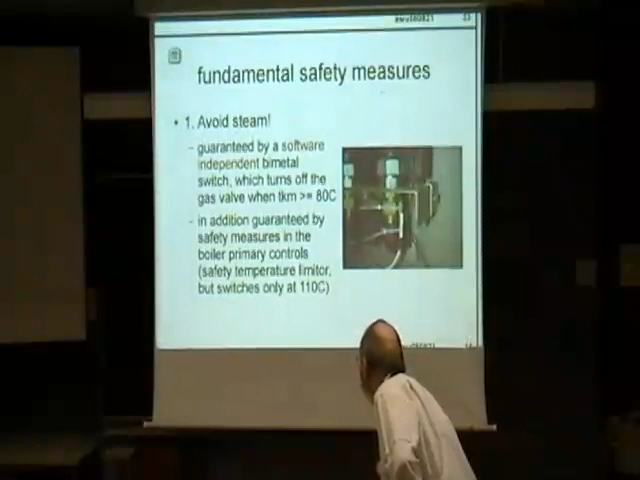 fundamental safety measures
• 1. Avoid steam!
- guaranteed by a software
independent bimetal
switch, which turns off the
gas valve when tkm >= 80C
- in addition guaranteed by
safety measures in the
boiler primary controls
(safety temperature limitor,
but switches only at 110C)